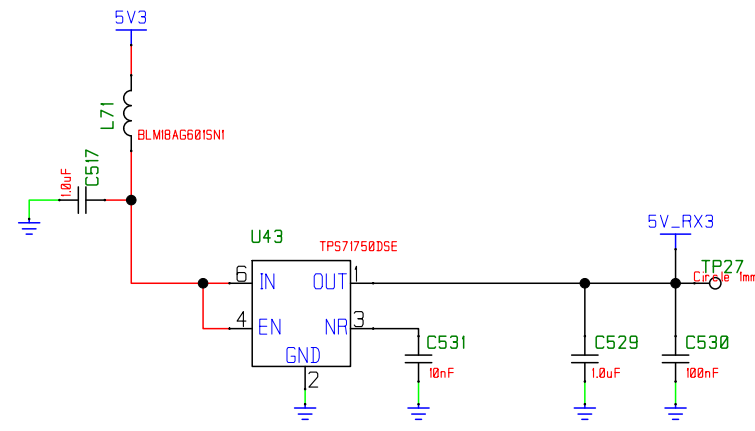 5V3
L71
BLM18AG601SN1
C517
1.0uF
5V_RX3
U43
TPS71750DSE
TP27
Circle 1mm
6
IN
OUT
1
4
EN
NR
3
GND
2
C531
10nF
C529
1.0uF
C530
100nF